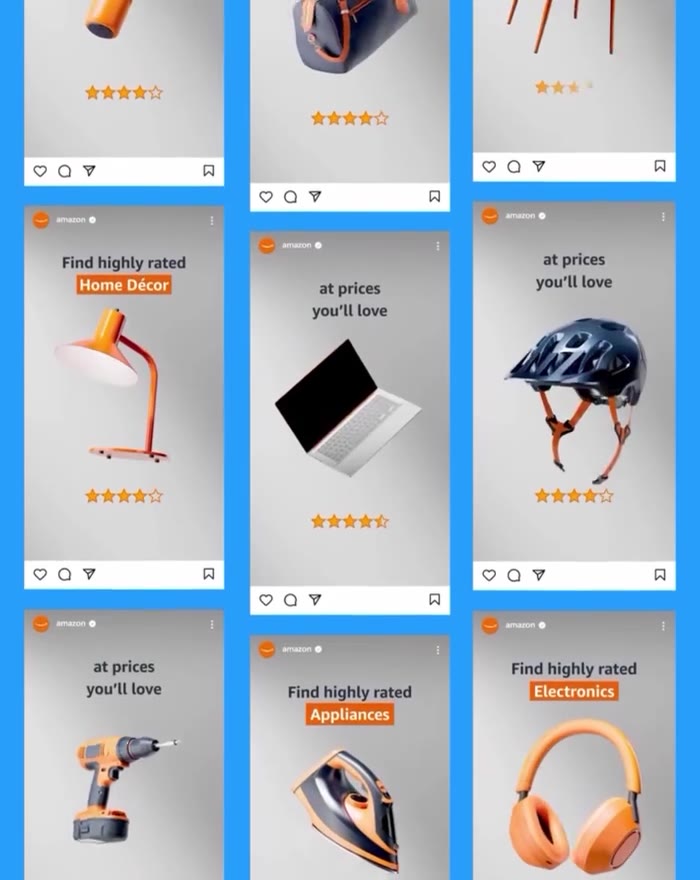 amazon
Find highly rated
Home Décor
amazon
at prices
you'll love
amazon
at prices
you'll love
amazon
at prices
you'll love
amazon
Find highly rated
Appliances
amazon
Find highly rated
Electronics